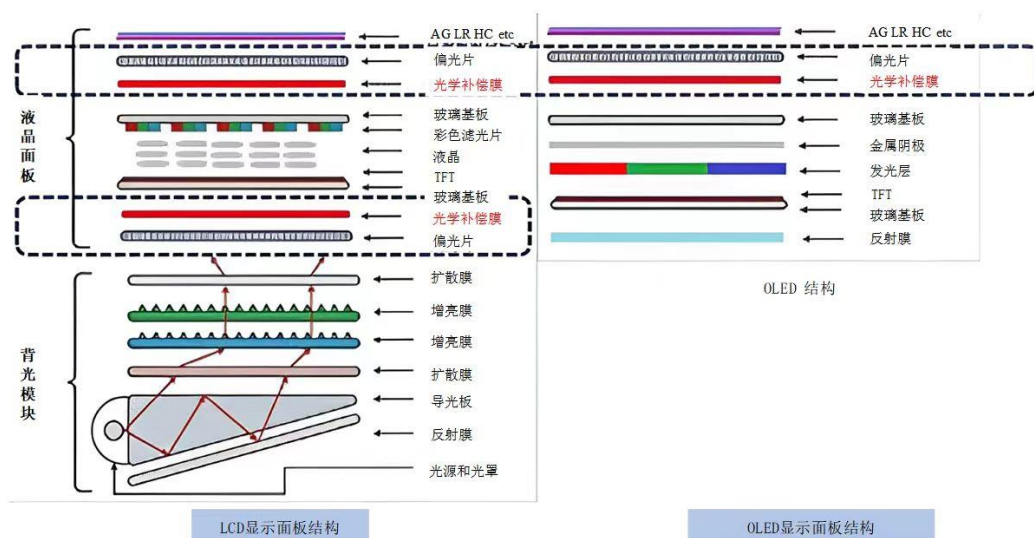 AG LR HC etc
偏光片
光学补偿膜
玻璃基板
彩色滤光片
液晶
TFT
玻璃基板
光学补偿膜
偏光片
液晶面板
扩散膜
增亮膜
增亮膜
扩散膜
导光板
反射膜
光源和光罩
背光模块
LCD显示面板结构
AG LR HC etc
偏光片
光学补偿膜
玻璃基板
金属阴极
发光层
TFT
玻璃基板
反射膜
OLED 结构
OLED显示面板结构